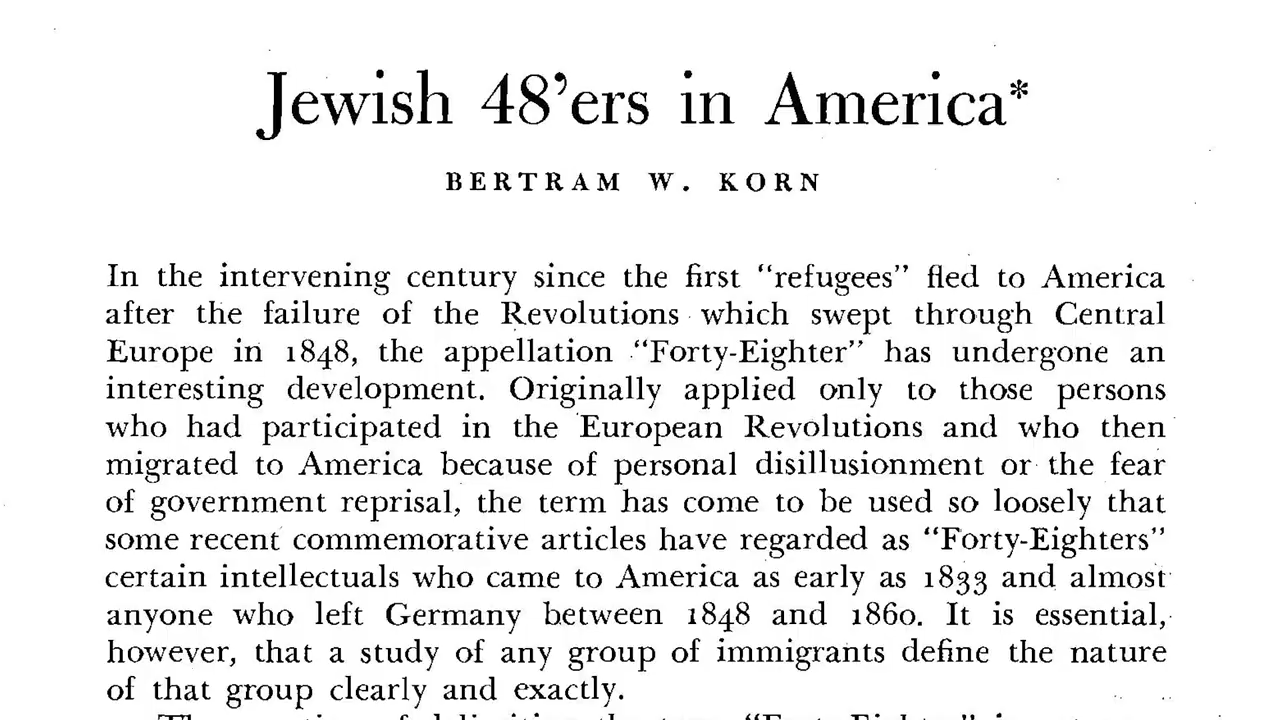 Jewish 48’ers in America*
BERTRAM W. KORN
In the intervening century since the first “refugees” fled to America
after the failure of the Revolutions which swept through Central
Europe in 1848, the appellation “Forty-Eighter” has undergone an
interesting development. Originally applied only to those persons
who had participated in the European Revolutions and who then
migrated to America because of personal disillusionment or the fear
of government reprisal, the term has come to be used so loosely that
some recent commemorative articles have regarded as “Forty-Eighters”
certain intellectuals who came to America as early as 1833 and almost
anyone who left Germany between 1848 and 1860. It is essential,
however, that a study of any group of immigrants define the nature
of that group clearly and exactly.